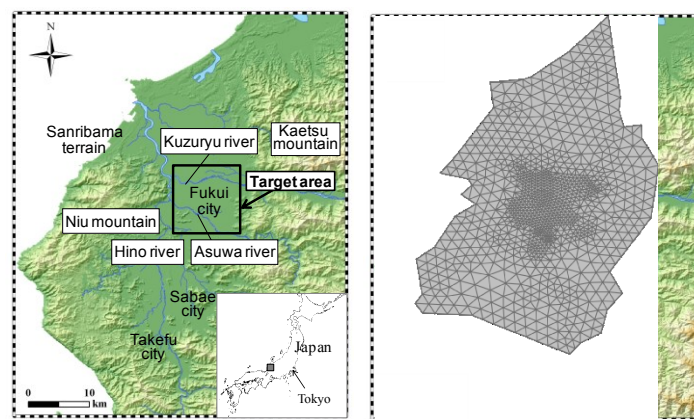 N
Sanribama
terrain
Kuzuryu river
Kaetsu
mountain
Target area
Fukui
city
Niu mountain
Hino river
Asuwa river
Sabae
city
Takefu
city
Japan
Tokyo
0 10
km